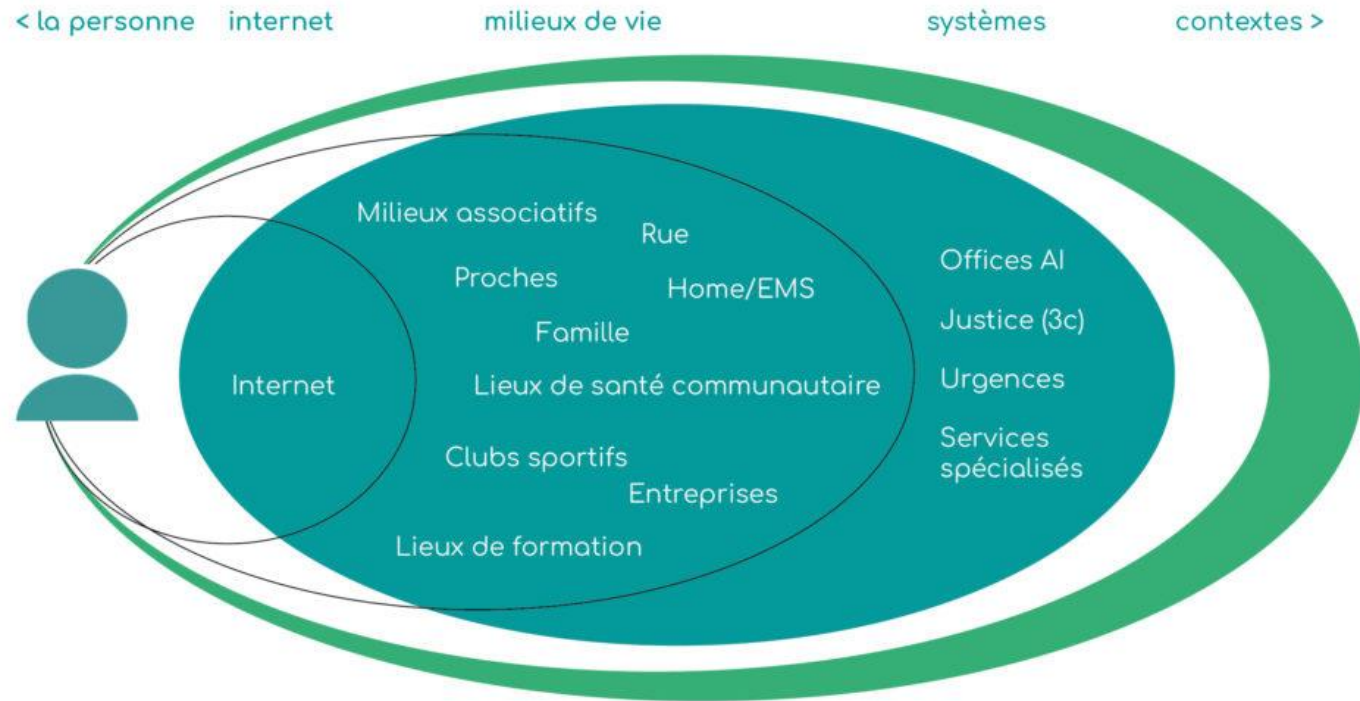 < la personne internet milieux de vie systèmes contextes >
Milieux associatifs
Rue
Proches
Home/EMS
Famille
Internet
Lieux de santé communautaire
Clubs sportifs
Entreprises
Lieux de formation
Offices AI
Justice (3c)
Urgences
Services
spécialisés